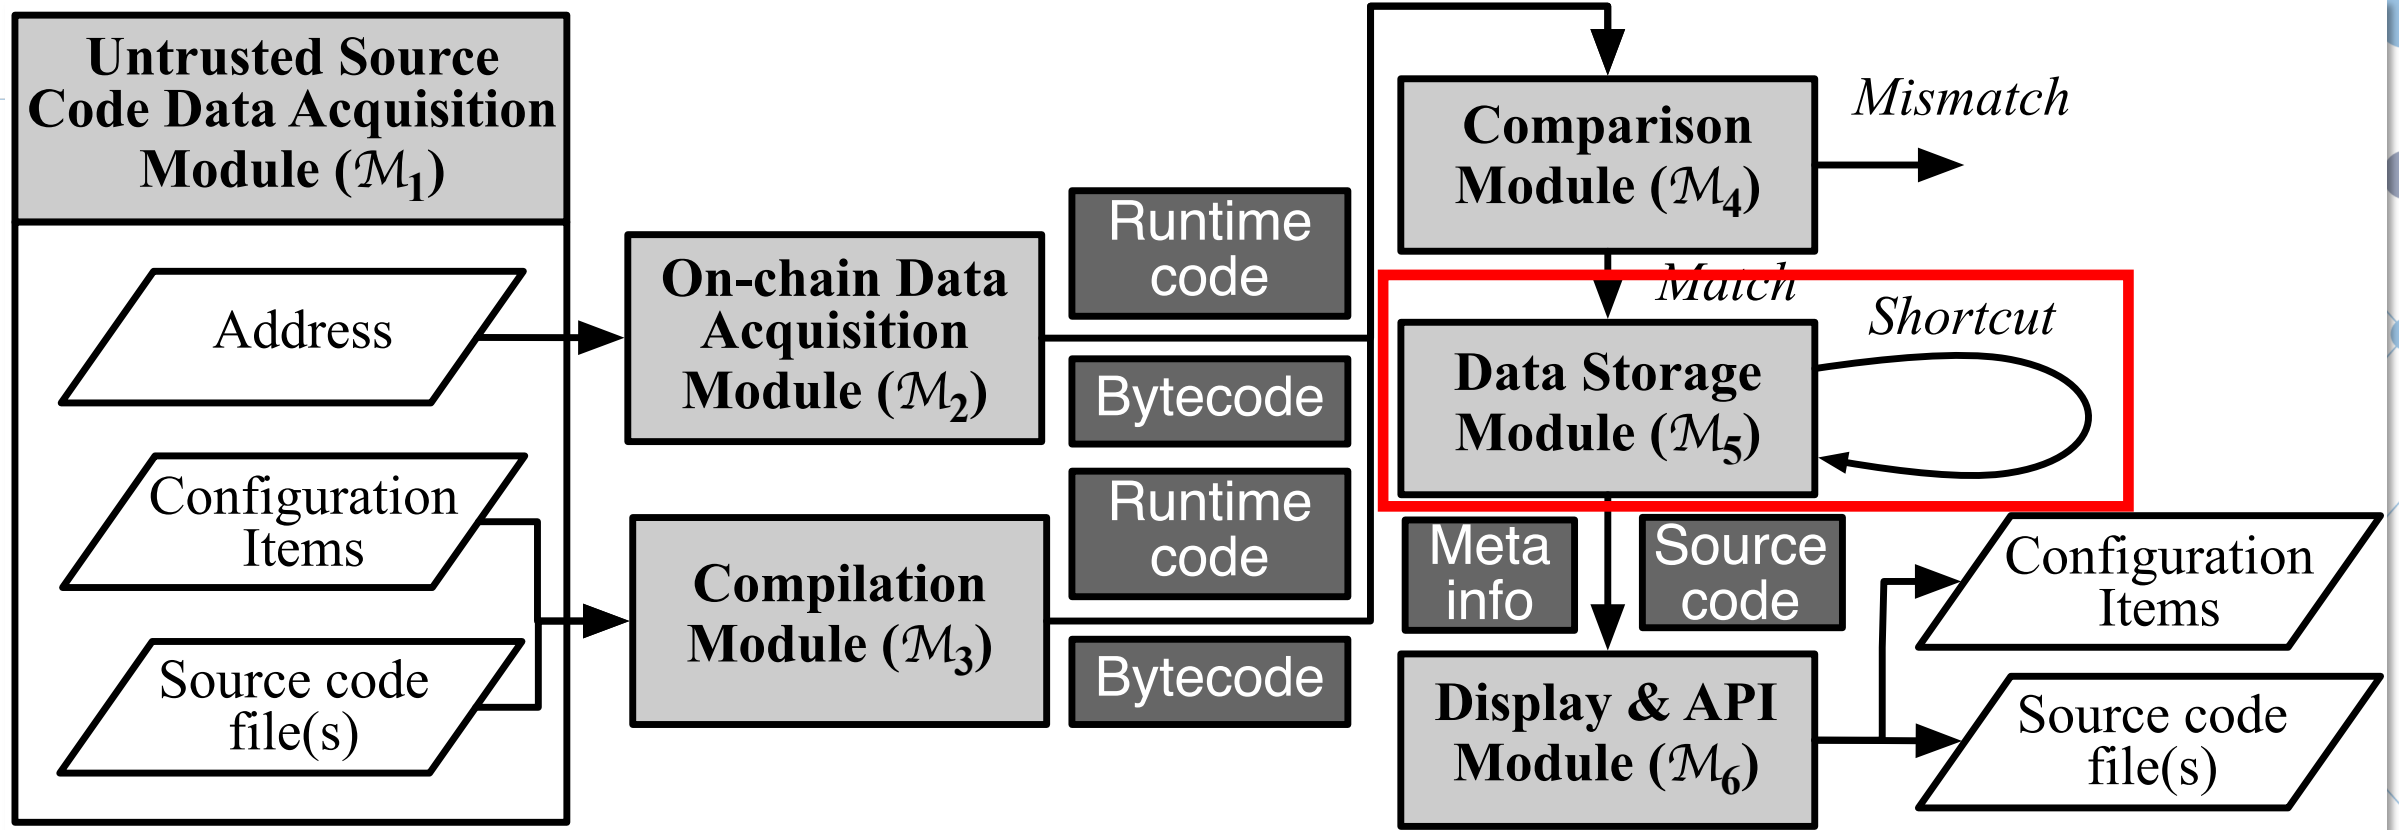 Untrusted Source
Code Data Acquisition
Module (ℳ1)
Address
Configuration
Items
Source code
file(s)
On-chain Data
Acquisition
Module (ℳ2)
Compilation
Module (ℳ3)
Runtime
code
Bytecode
Runtime
code
Bytecode
Comparison
Module (ℳ4)
Mismatch
Match
Shortcut
Data Storage
Module (ℳ5)
Meta
info
Source
code
Display & API
Module (ℳ6)
Configuration
Items
Source code
file(s)